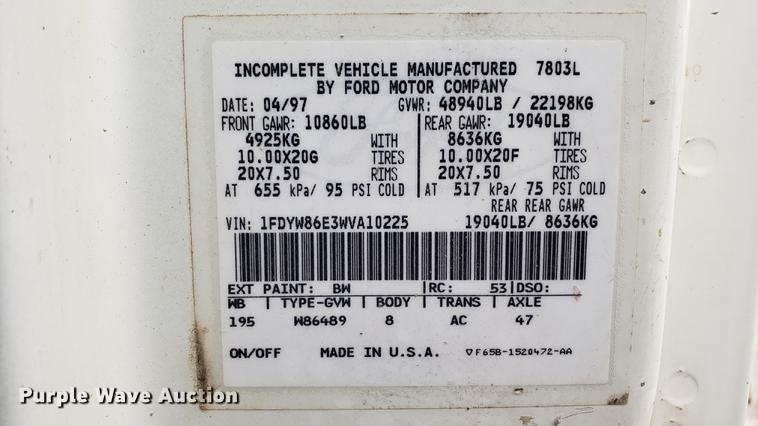 INCOMPLETE VEHICLE MANUFACTURED 7803L
BY FORD MOTOR COMPANY
DATE: 04/97 GVWR: 48940LB / 22198KG
FRONT GAWR: 10860LB REAR GAWR: 19040LB
4925KG WITH 8636KG WITH
10.00X20G TIRES 10.00X20F TIRES
20X7.50 RIMS 20X7.50 RIMS
AT 655 kPa/ 95 PSI COLD AT 517 kPa/ 75 PSI COLD
REAR REAR GAWR
VIN: 1FDYW86E3WVA10225 19040LB/ 8636KG
EXT PAINT: BW RC: 53 DSO:
WB TYPE-GVW BODY TRANS AXLE
195 W86489 8 AC 47
ON/OFF MADE IN U.S.A. ▽F65B-1520472-AA
Purple Wave Auction